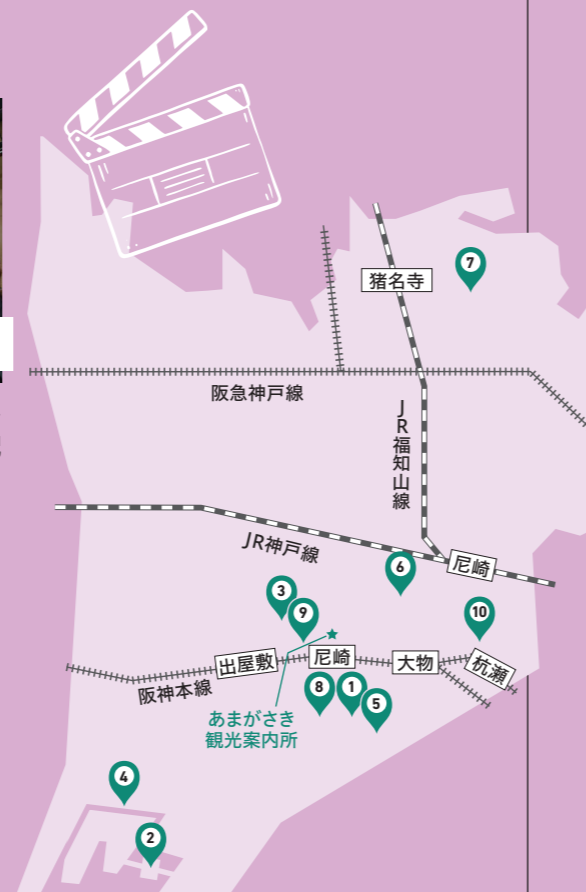 7
猪名寺
阪急神戸線
JR福知山線
JR神戸線
尼崎
6
3
9
10
出屋敷
尼崎
大物
杭瀬
阪神本線
8
1
5
あまがさき
観光案内所
4
2